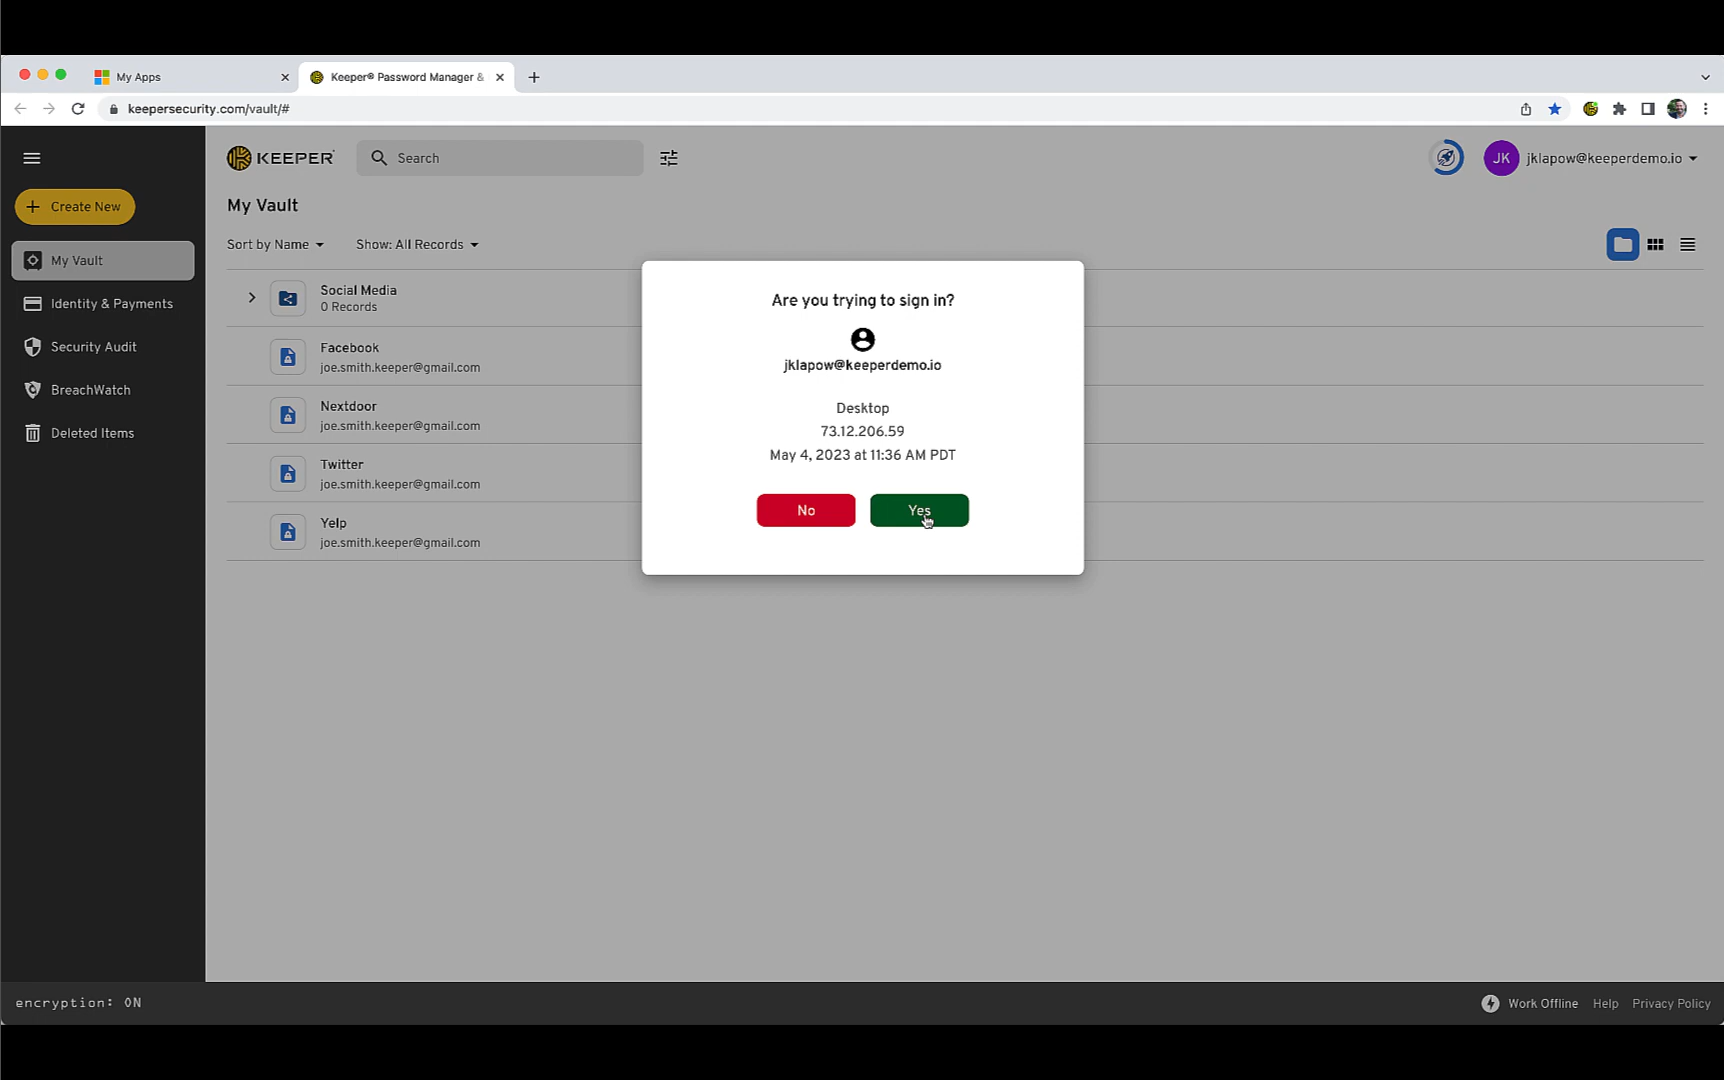 My Apps
Keeper® Password Manager &
keepersecurity.com/vault/#
KEEPER
Search
JK
jklapow@keeperdemo.io
Create New
My Vault
Identity & Payments
Security Audit
BreachWatch
Deleted Items
My Vault
Sort by Name
Show: All Records
Social Media
0 Records
Facebook
joe.smith.keeper@gmail.com
Nextdoor
joe.smith.keeper@gmail.com
Twitter
joe.smith.keeper@gmail.com
Yelp
joe.smith.keeper@gmail.com
Are you trying to sign in?
jklapow@keeperdemo.io
Desktop
73.12.206.59
May 4, 2023 at 11:36 AM PDT
No
Yes
encryption: ON
Work Offline
Help
Privacy Policy